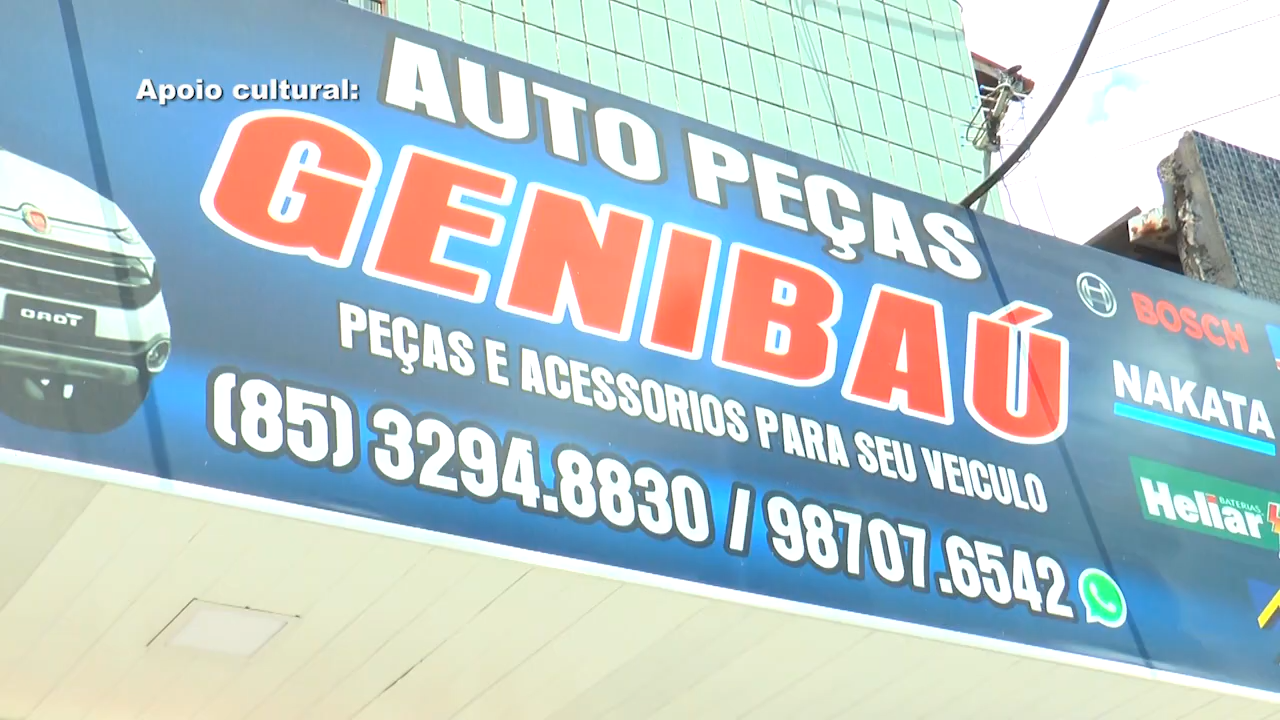 Apoio cultural:
AUTO PEÇAS
GENIBAÚ
PEÇAS E ACESSORIOS PARA SEU VEICULO
(85) 3294.8830 / 98707.6542
BOSCH
NAKATA
BATERIAS
Heliar